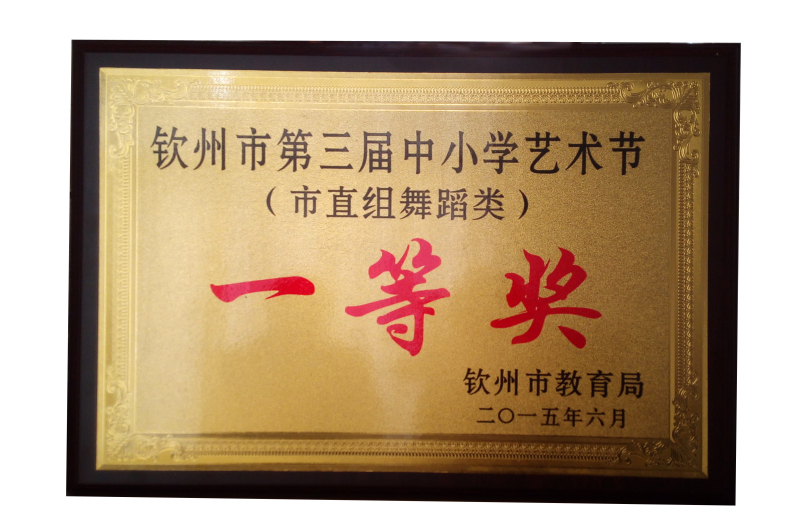 钦州市第三届中小学艺术节
（市直组舞蹈类）
一等奖
钦州市教育局
二〇一五年六月